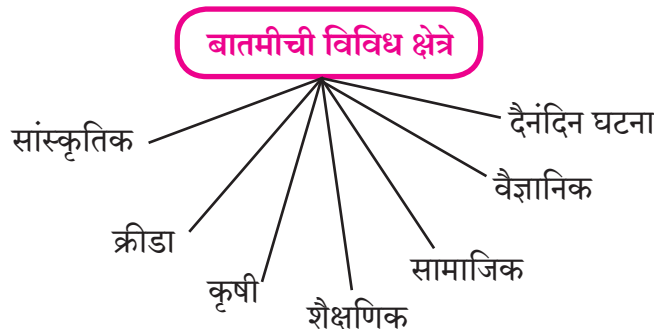 बातमीची विविध क्षेत्रे
सांस्कृतिक
क्रीडा
कृषी
शैक्षणिक
सामाजिक
वैज्ञानिक
दैनंदिन घटना